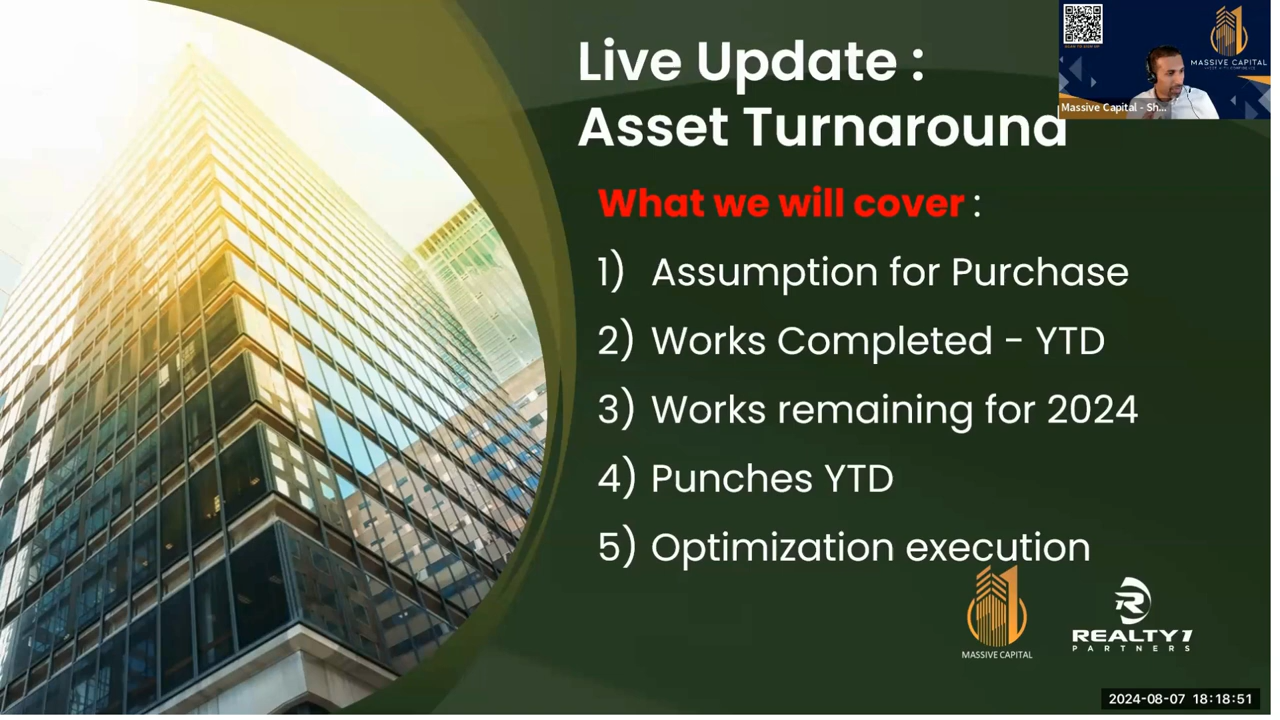 Live Update :
Asset Turnaround
What we will cover :
1) Assumption for Purchase
2) Works Completed - YTD
3) Works remaining for 2024
4) Punches YTD
5) Optimization execution
MASSIVE CAPITAL
REALTY1
PARTNERS
MASSIVE CAPITAL
Massive Capital - Sh...
2024-08-07 18:18:51